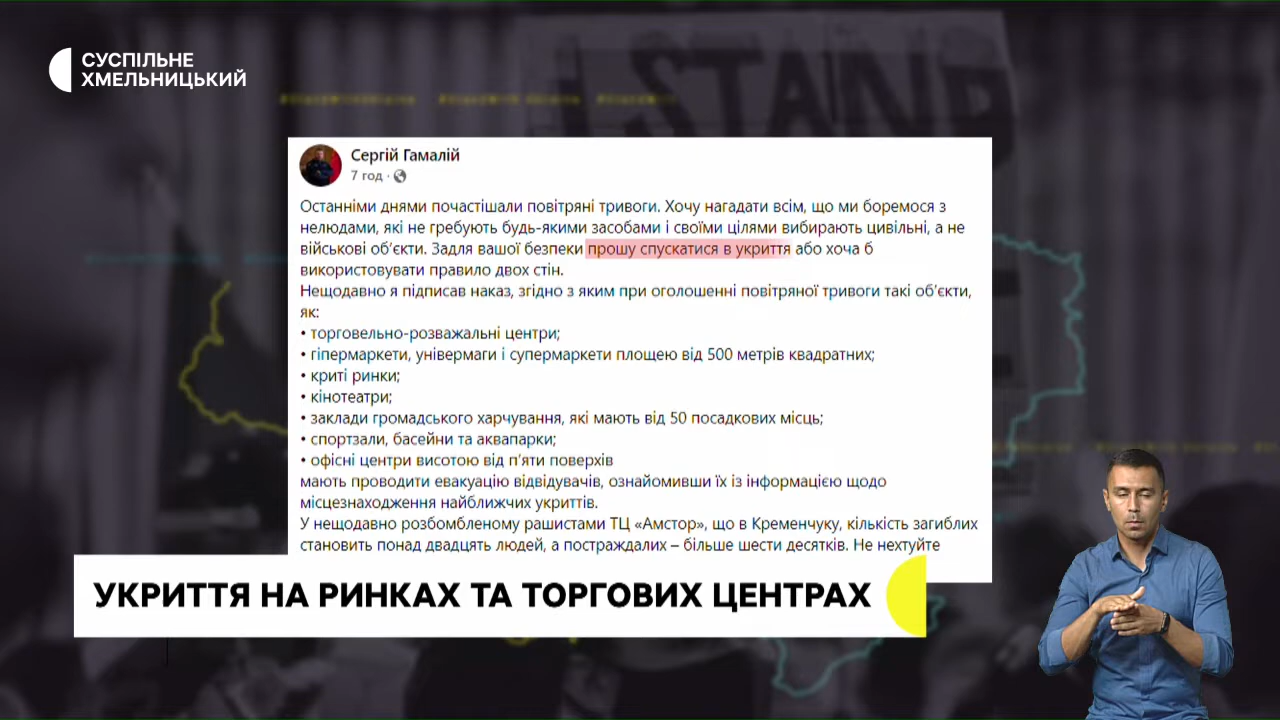 СУСПІЛЬНЕ
ХМЕЛЬНИЦЬКИЙ
STAND
Сергій Гамалій
7 год ·
Останніми днями почастішали повітряні тривоги. Хочу нагадати всім, що ми боремося з
нелюдами, які не гребують будь-якими засобами і своїми цілями вибирають цивільні, а не
військові об’єкти. Задля вашої безпеки прошу спускатися в укриття або хоча б
використовувати правило двох стін.
Нещодавно я підписав наказ, згідно з яким при оголошенні повітряної тривоги такі об’єкти,
як:
• торговельно-розважальні центри;
• гіпермаркети, універмаги і супермаркети площею від 500 метрів квадратних;
• криті ринки;
• кінотеатри;
• заклади громадського харчування, які мають від 50 посадкових місць;
• спортзали, басейни та аквапарки;
• офісні центри висотою від п’яти поверхів
мають проводити евакуацію відвідувачів, ознайомивши їх із інформацією щодо
місцезнаходження найближчих укриттів.
У нещодавно розбомбленому рашистами ТЦ «Амстор», що в Кременчуку, кількість загиблих
становить понад двадцять людей, а постраждалих – більше шести десятків. Не нехтуйте
УКРИТТЯ НА РИНКАХ ТА ТОРГОВИХ ЦЕНТРАХ